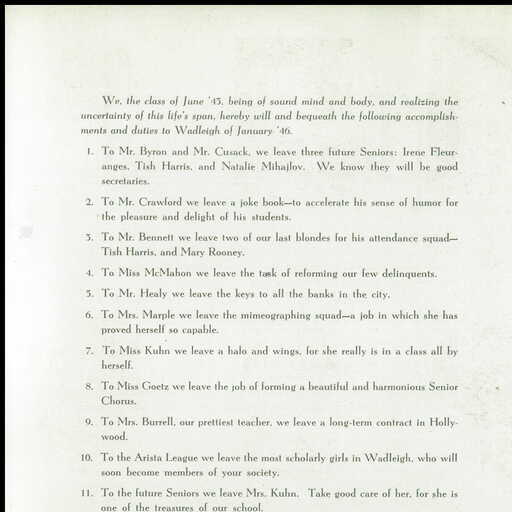 We, the class of June '45, being of sound mind and body, and realizing the
uncertainty of this life's span, hereby will and bequeath the following accomplish-
ments and duties to Wadleigh of January '46.
1. To Mr. Byron and Mr. Cusack, we leave three future Seniors: Irene Fleur-
anges, Tish Harris, and Natalie Mihajlov. We know they will be good
secretaries.
2. To Mr. Crawford we leave a joke book—to accelerate his sense of humor for
the pleasure and delight of his students.
3. To Mr. Bennett we leave two of our last blondes for his attendance squad—
Tish Harris, and Mary Rooney.
4. To Miss McMahon we leave the task of reforming our few delinquents.
5. To Mr. Healy we leave the keys to all the banks in the city.
6. To Mrs. Marple we leave the mimeographing squad—a job in which she has
proved herself so capable.
7. To Miss Kuhn we leave a halo and wings, for she really is in a class all by
herself.
8. To Miss Goetz we leave the job of forming a beautiful and harmonious Senior
Chorus.
9. To Mrs. Burrell, our prettiest teacher, we leave a long-term contract in Holly-
wood.
10. To the Arista League we leave the most scholarly girls in Wadleigh, who will
soon become members of your society.
11. To the future Seniors we leave Mrs. Kuhn. Take good care of her, for she is
one of the treasures of our school.